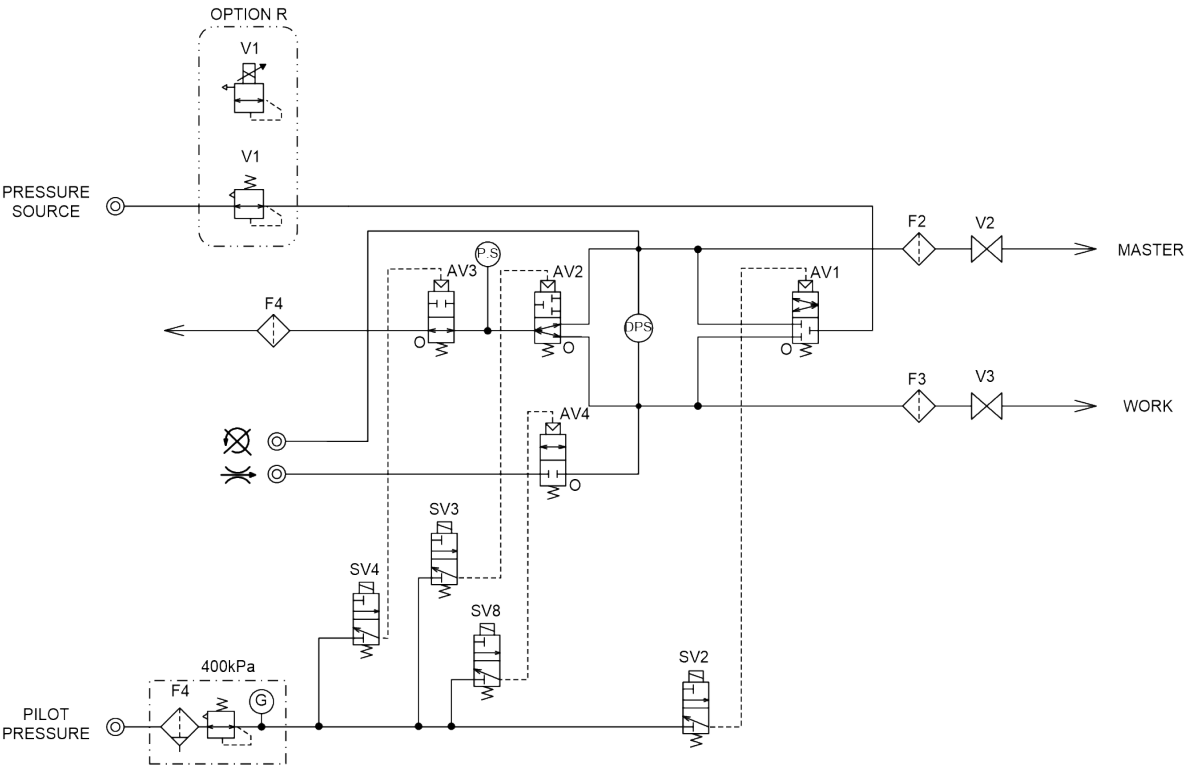 OPTION R
V1
V1
PRESSURE
SOURCE
F2
V2
MASTER
P.S
AV3
AV2
AV1
F4
DPS
O
O
O
F3
V3
WORK
AV4
O
SV3
SV4
SV8
SV2
400kPa
F4
G
PILOT
PRESSURE